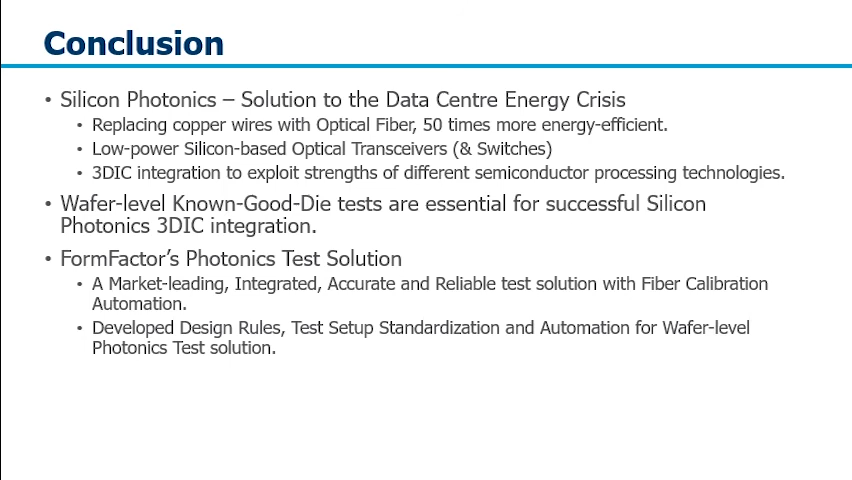 Conclusion
• Silicon Photonics – Solution to the Data Centre Energy Crisis
• Replacing copper wires with Optical Fiber, 50 times more energy-efficient.
• Low-power Silicon-based Optical Transceivers (& Switches)
• 3DIC integration to exploit strengths of different semiconductor processing technologies.
• Wafer-level Known-Good-Die tests are essential for successful Silicon
Photonics 3DIC integration.
• FormFactor's Photonics Test Solution
• A Market-leading, Integrated, Accurate and Reliable test solution with Fiber Calibration
Automation.
• Developed Design Rules, Test Setup Standardization and Automation for Wafer-level
Photonics Test solution.